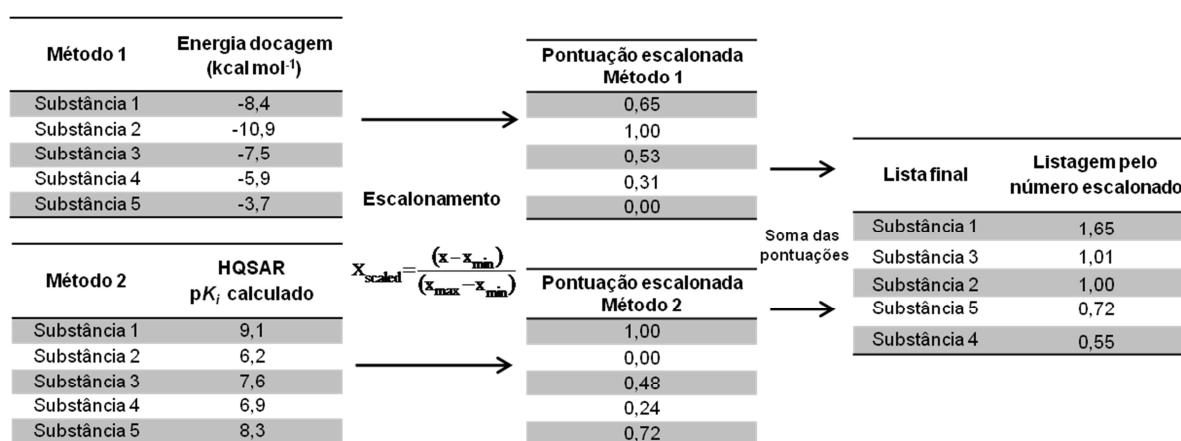 Método 1 Energia docagem
(kcal mol⁻¹)
Substância 1 -8,4
Substância 2 -10,9
Substância 3 -7,5
Substância 4 -5,9
Substância 5 -3,7
Método 2 HQSAR
pKᵢ calculado
Substância 1 9,1
Substância 2 6,2
Substância 3 7,6
Substância 4 6,9
Substância 5 8,3
Escalonamento
X_scaled = (x-x_min) / (x_max-x_min)
Pontuação escalonada
Método 1
0,65
1,00
0,53
0,31
0,00
Pontuação escalonada
Método 2
1,00
0,00
0,48
0,24
0,72
Soma das
pontuações
Lista final Listagem pelo
número escalonado
Substância 1 1,65
Substância 3 1,01
Substância 2 1,00
Substância 5 0,72
Substância 4 0,55